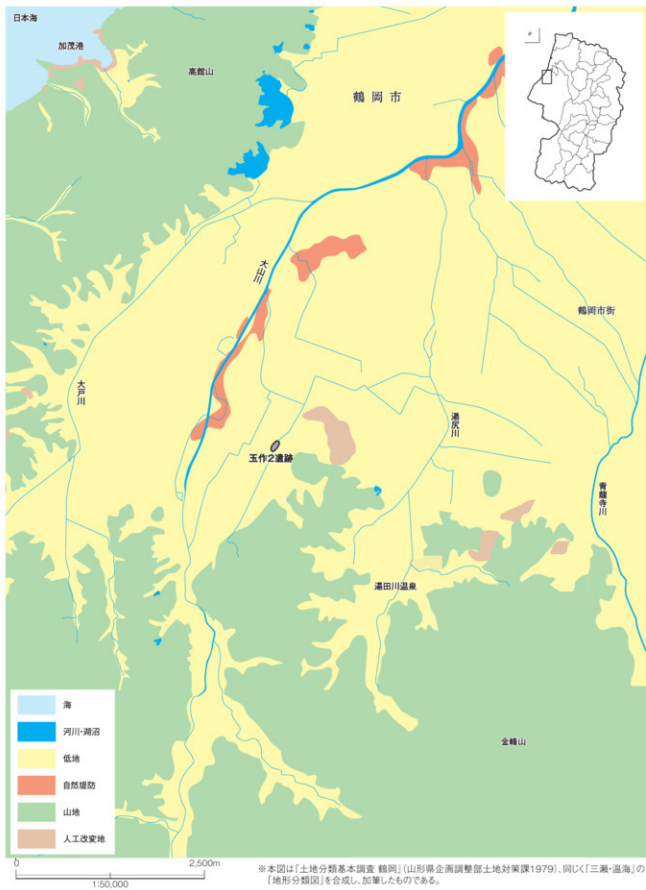 日本海
加茂港
高館山
鶴岡市
大山川
鶴岡市街
大戸川
湯尻川
玉作2遺跡
青龍寺川
湯田川温泉
金峰山
海
河川・湖沼
低地
自然堤防
山地
人工改変地
0 2,500m
1:50,000
※本図は『土地分類基本調査 鶴岡』(山形県企画調整部土地対策課1979)、同じく『三瀬・温海』の
『地形分類図』を合成し、加筆したものである。